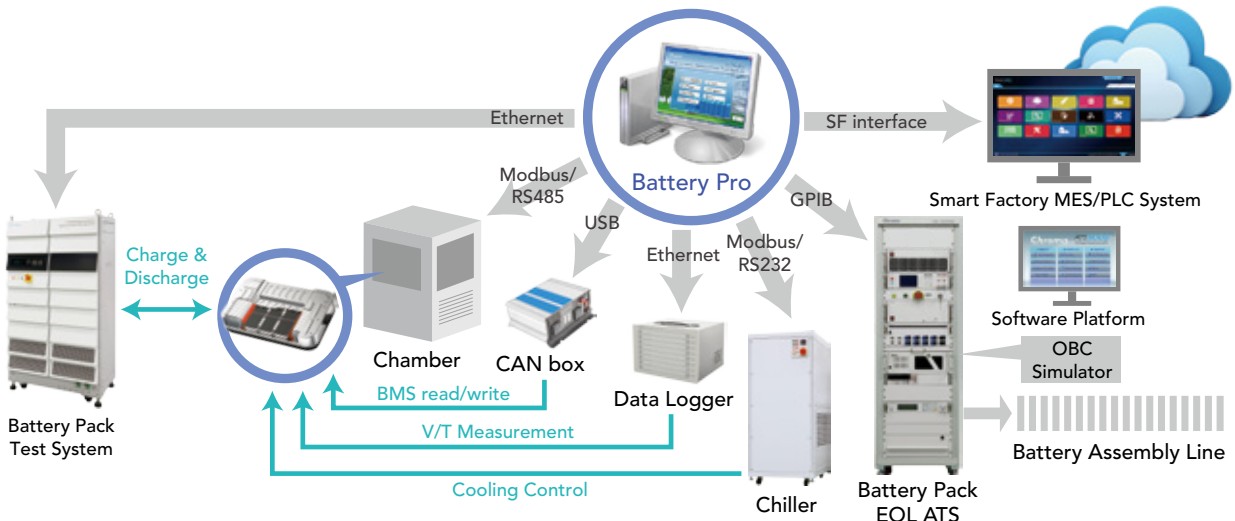 Ethernet
SF interface
Battery Pro
Modbus/
RS485
USB
Ethernet
Modbus/
RS232
GPIB
Smart Factory MES/PLC System
Chroma
Software Platform
OBC
Simulator
Charge &
Discharge
Chamber
CAN box
Data Logger
BMS read/write
V/T Measurement
Cooling Control
Battery Pack
Test System
Chiller
Battery Pack
EOL ATS
Battery Assembly Line